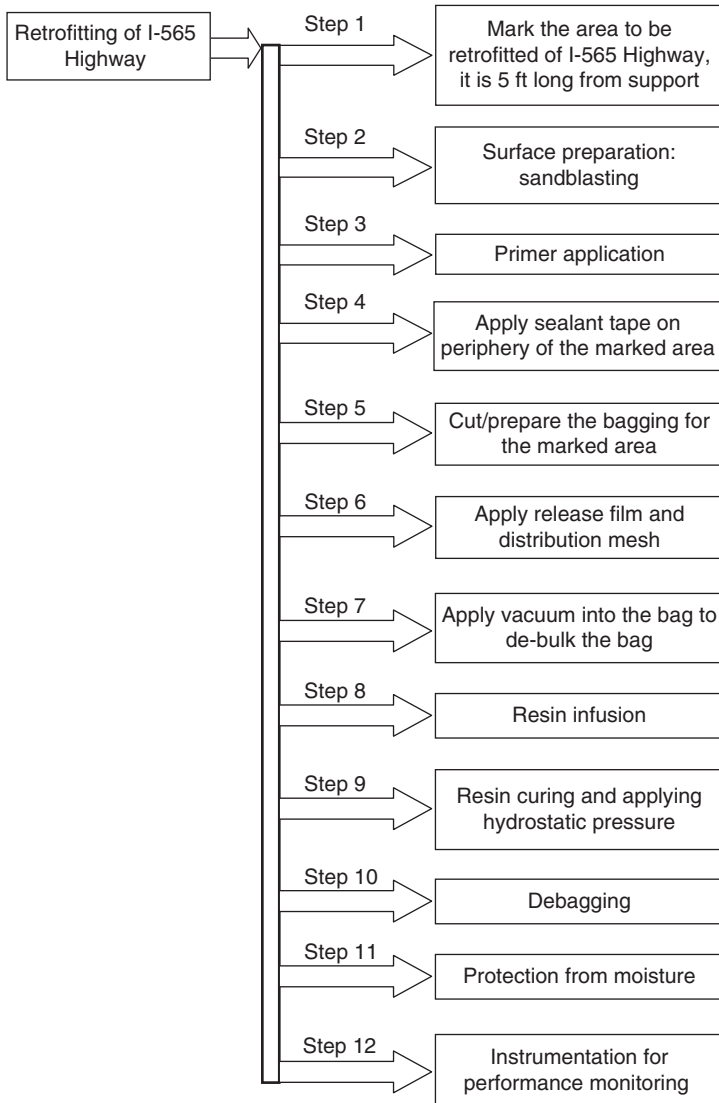 Retrofitting of I-565
Highway
Step 1
Mark the area to be
retrofitted of I-565 Highway,
it is 5 ft long from support
Step 2
Surface preparation:
sandblasting
Step 3
Primer application
Step 4
Apply sealant tape on
periphery of the marked area
Step 5
Cut/prepare the bagging for
the marked area
Step 6
Apply release film and
distribution mesh
Step 7
Apply vacuum into the bag to
de-bulk the bag
Step 8
Resin infusion
Step 9
Resin curing and applying
hydrostatic pressure
Step 10
Debagging
Step 11
Protection from moisture
Step 12
Instrumentation for
performance monitoring